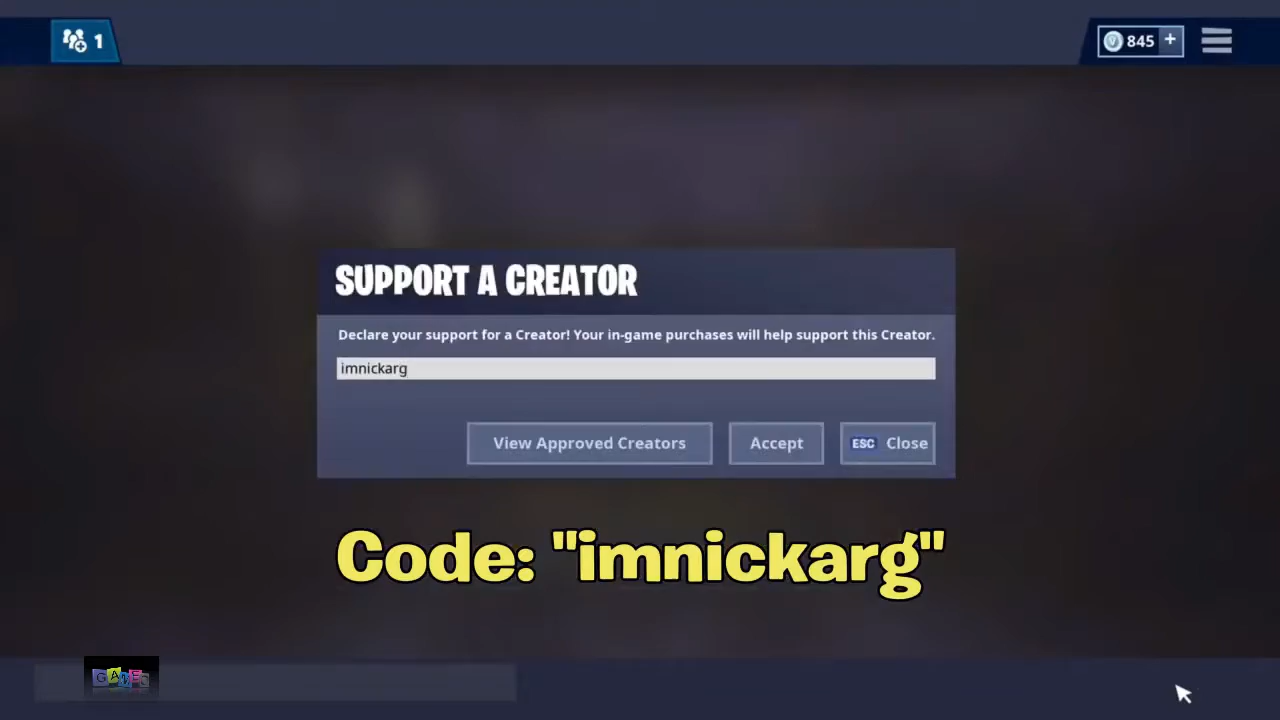 1
845 +
SUPPORT A CREATOR
Declare your support for a Creator! Your in-game purchases will help support this Creator.
imnickarg
View Approved Creators
Accept
ESC Close
Code: "imnickarg"
GAMES